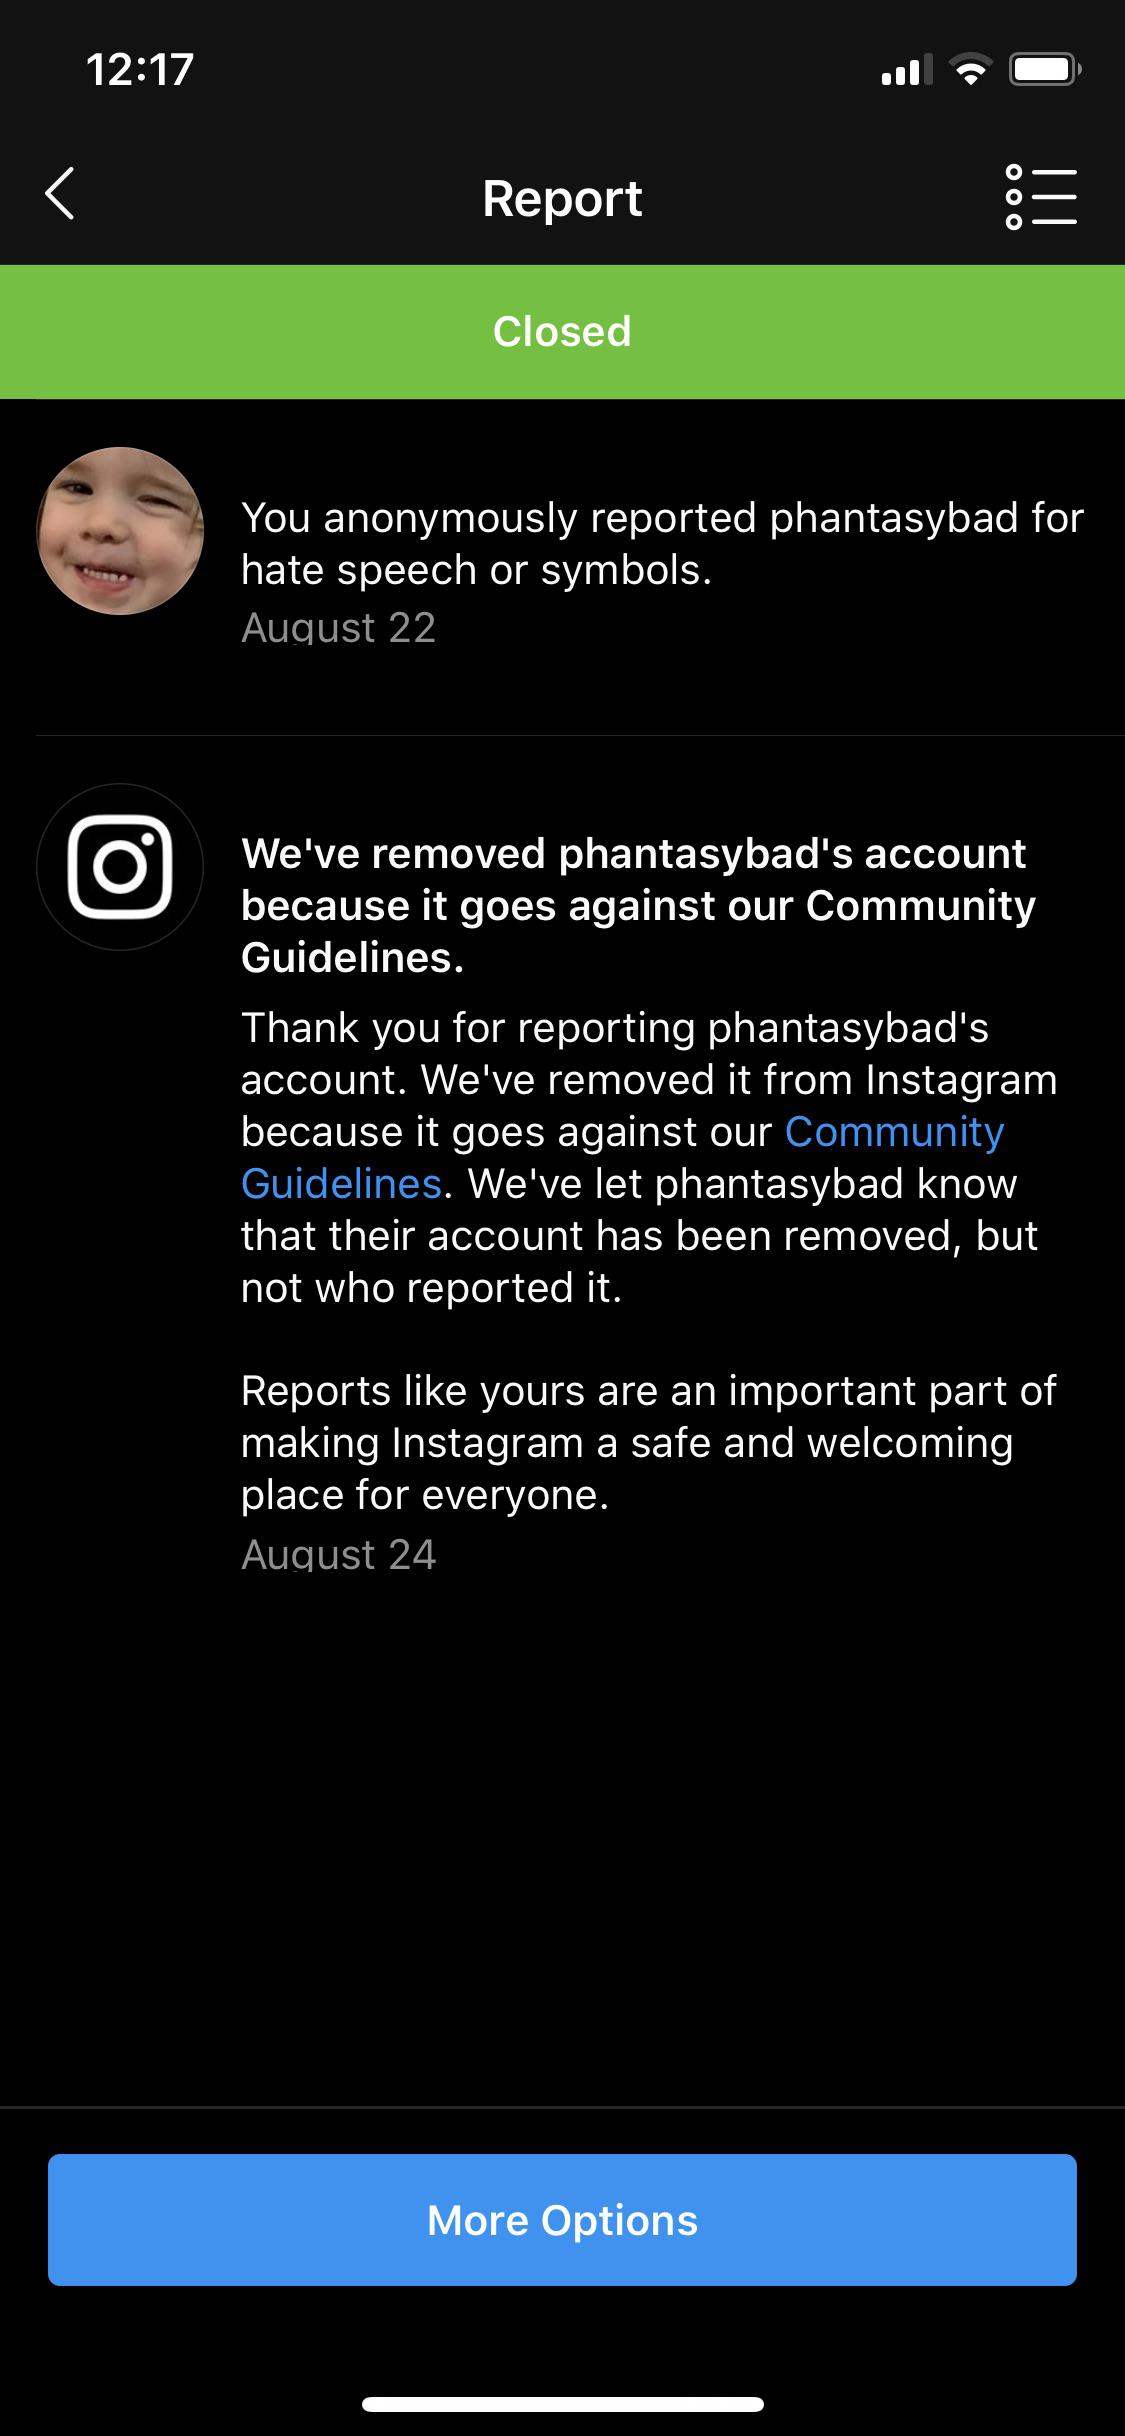 12:17
Report
Closed
You anonymously reported phantasybad for
hate speech or symbols.
August 22
We've removed phantasybad's account
because it goes against our Community
Guidelines.
Thank you for reporting phantasybad's
account. We've removed it from Instagram
because it goes against our Community
Guidelines. We've let phantasybad know
that their account has been removed, but
not who reported it.
Reports like yours are an important part of
making Instagram a safe and welcoming
place for everyone.
August 24
More Options